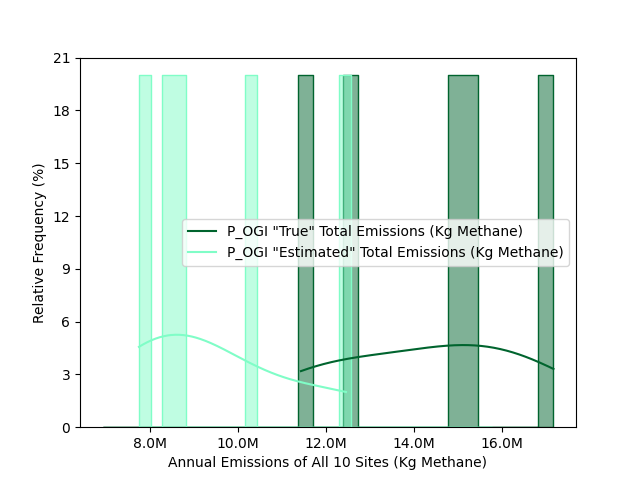 21
18
15
12
9
6
3
0
Relative Frequency (%)
P_OGI "True" Total Emissions (Kg Methane)
P_OGI "Estimated" Total Emissions (Kg Methane)
8.0M 10.0M 12.0M 14.0M 16.0M
Annual Emissions of All 10 Sites (Kg Methane)